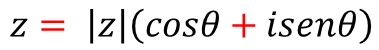 z = |z|(cosθ + isenθ)